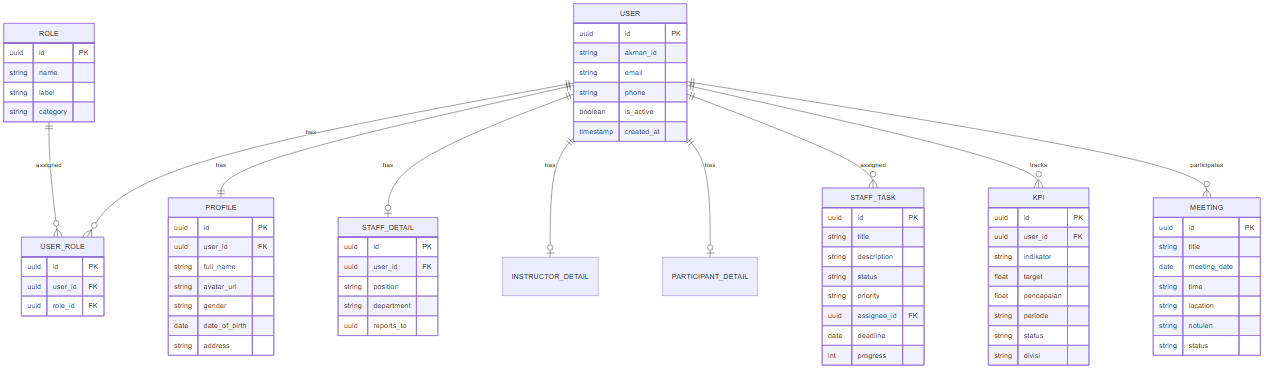 USER
uuid id PK
string akman_id
string email
string phone
boolean is_active
timestamp created_at
ROLE
uuid id PK
string name
string label
string category
assigned
has
has
has
has
has
assigned
tracks
participates
USER_ROLE
uuid id PK
uuid user_id FK
uuid role_id FK
PROFILE
uuid id PK
uuid user_id FK
string full_name
string avatar_url
string gender
date date_of_birth
string address
STAFF_DETAIL
uuid id PK
uuid user_id FK
string position
string department
uuid reports_to
INSTRUCTOR_DETAIL
PARTICIPANT_DETAIL
STAFF_TASK
uuid id PK
string title
string description
string status
string priority
uuid assignee_id FK
date deadline
int progress
KPI
uuid id PK
uuid user_id FK
string indikator
float target
float pencapaian
string periode
string status
string divisi
MEETING
uuid id PK
string title
date meeting_date
string time
string location
string notulen
string status